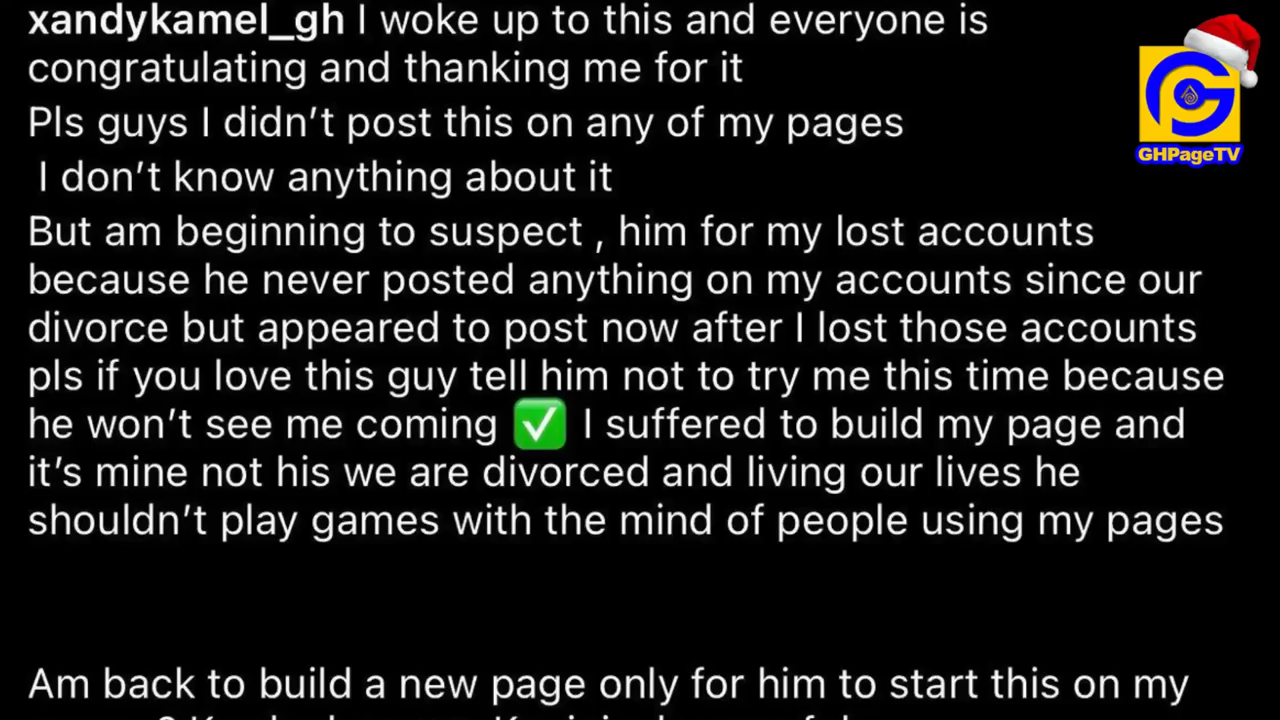 xandykamel_gh I woke up to this and everyone is
congratulating and thanking me for it
Pls guys I didn't post this on any of my pages
I don't know anything about it
But am beginning to suspect , him for my lost accounts
because he never posted anything on my accounts since our
divorce but appeared to post now after I lost those accounts
pls if you love this guy tell him not to try me this time because
he won't see me coming ✅ I suffered to build my page and
it's mine not his we are divorced and living our lives he
shouldn't play games with the mind of people using my pages
Am back to build a new page only for him to start this on my
GHPageTV